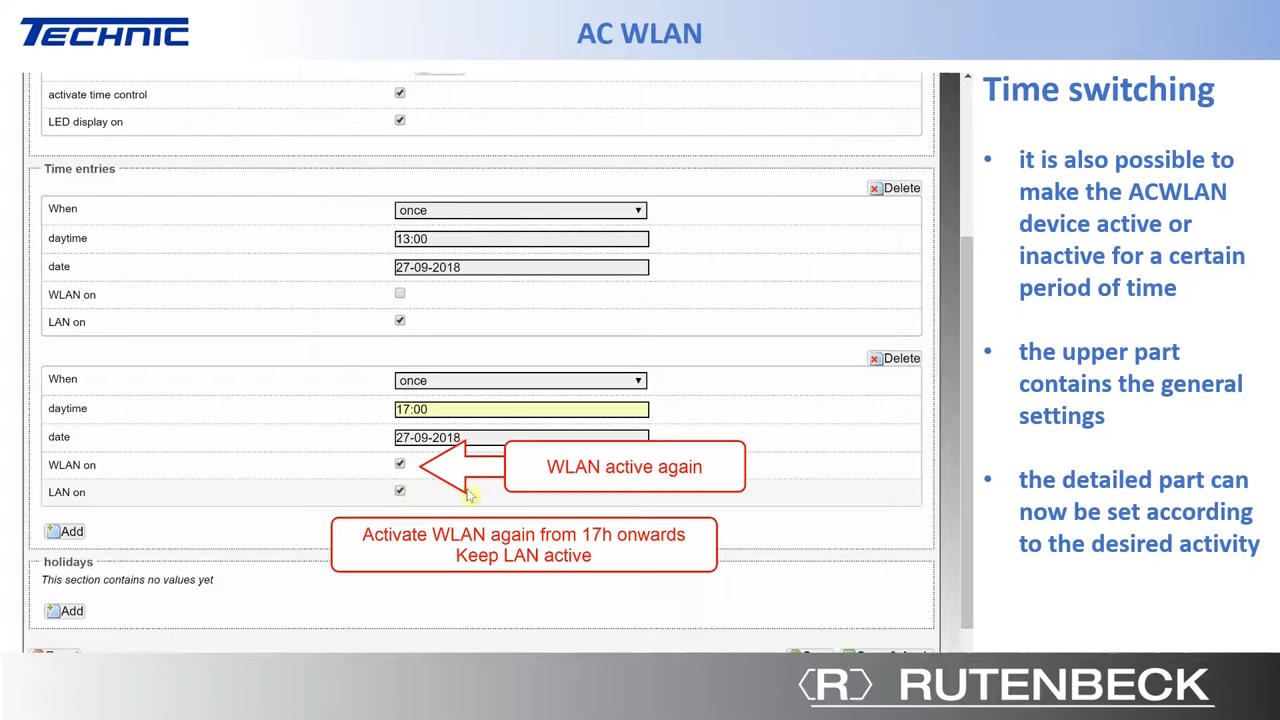 TECHNIC
AC WLAN
activate time control
LED display on
Time entries
Delete
When
once
daytime
13:00
date
27-09-2018
WLAN on
LAN on
Delete
When
once
daytime
17:00
date
27-09-2018
WLAN on
WLAN active again
LAN on
Add
Activate WLAN again from 17h onwards
Keep LAN active
holidays
This section contains no values yet
Add
Time switching
• it is also possible to
make the ACWLAN
device active or
inactive for a certain
period of time
• the upper part
contains the general
settings
• the detailed part can
now be set according
to the desired activity
R RUTENBECK